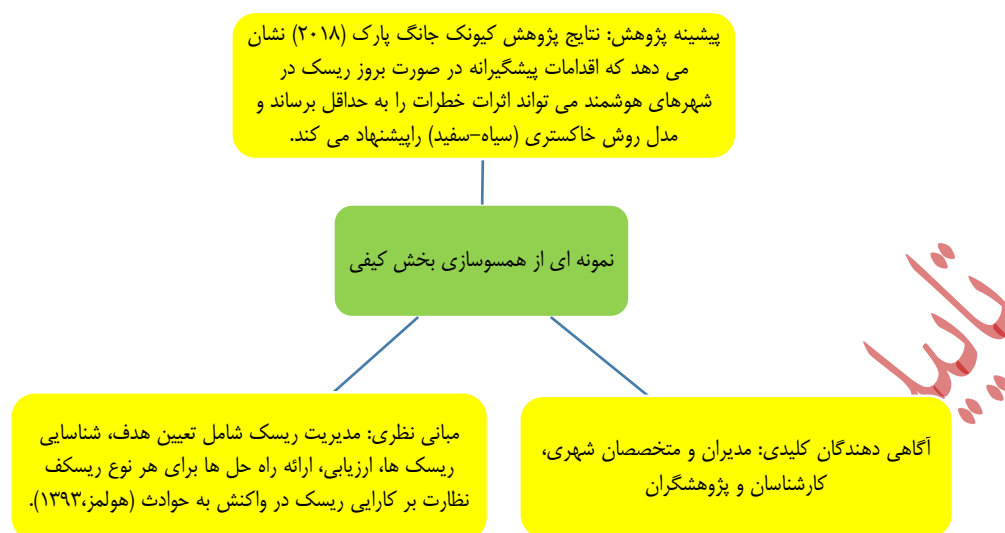 پیشینه پژوهش: نتایج پژوهش کیونک جانگ پارک (۲۰۱۸) نشان
می دهد که اقدامات پیشگیرانه در صورت بروز ریسک در
شهرهای هوشمند می تواند اثرات خطرات را به حداقل برساند و
مدل روش خاکستری (سیاه-سفید) راپیشنهاد می کند.
نمونه ای از همسوسازی بخش کیفی
آگاهی دهندگان کلیدی: مدیران و متخصصان شهری،
کارشناسان و پژوهشگران
مبانی نظری: مدیریت ریسک شامل تعیین هدف، شناسایی
ریسک ها، ارزیابی، ارائه راه حل ها برای هر نوع ریسکف
نظارت بر کارایی ریسک در واکنش به حوادث (هولمز،۱۳۹۳).